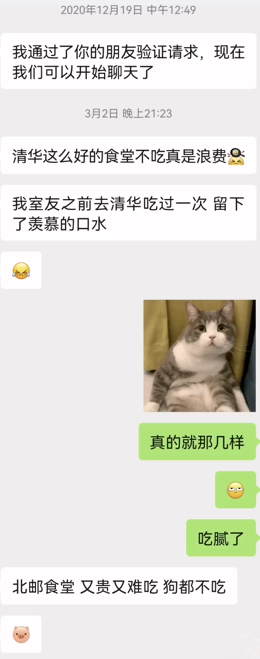 2020年12月19日 中午12:49
我通过了你的朋友验证请求，现在
我们可以开始聊天了
3月2日 晚上21:23
清华这么好的食堂不吃真是浪费
我室友之前去清华吃过一次 留下
了羡慕的口水
真的就那几样
吃腻了
北邮食堂 又贵又难吃 狗都不吃